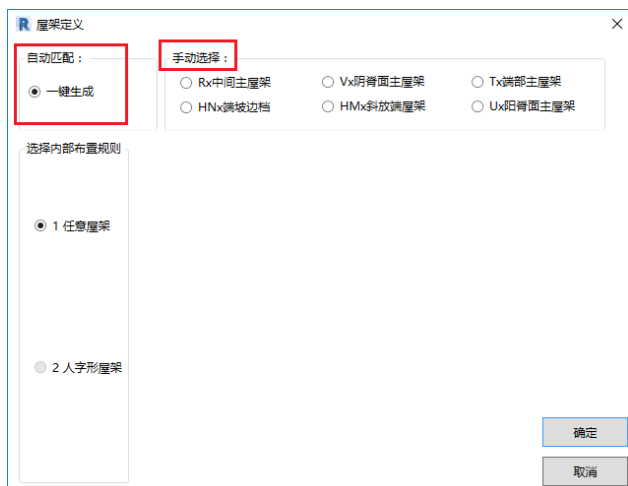 R 屋架定义
自动匹配：
一键生成
手动选择：
Rx中间主屋架 Vx阴脊面主屋架 Tx端部主屋架
HNx端坡边档 HMx斜放端屋架 Ux阳脊面主屋架
选择内部布置规则
1 任意屋架
2 人字形屋架
确定
取消